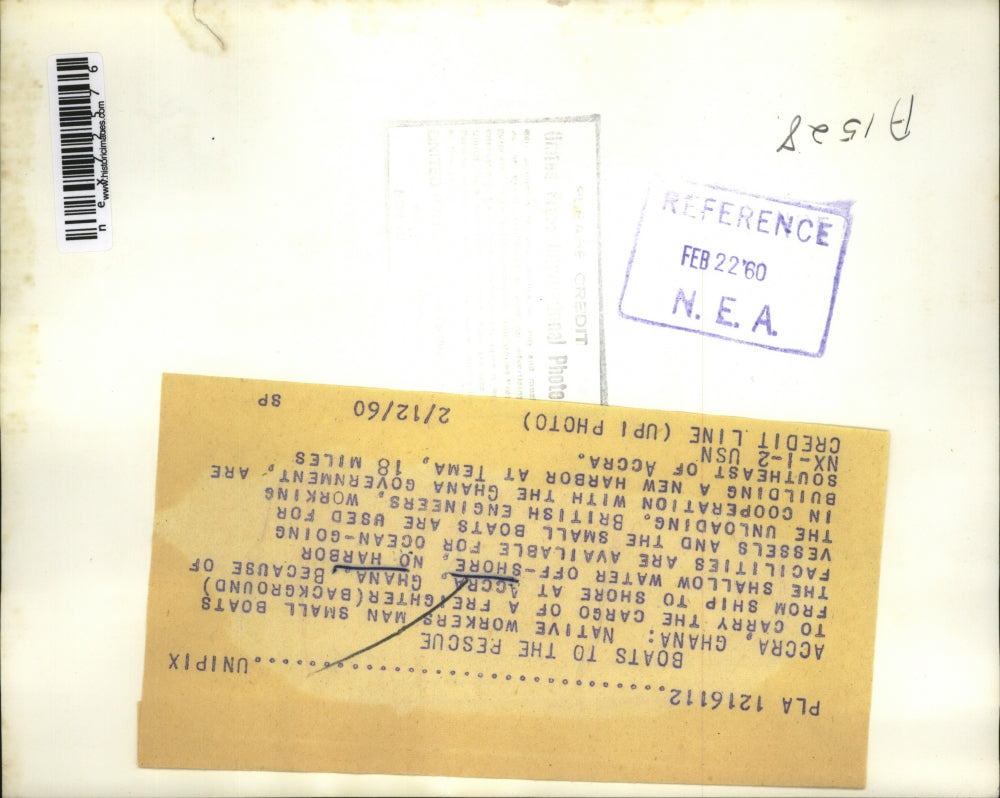 A1528
REFERENCE
FEB 22 '60
N. E. A.
CREDIT
Photo
www.historicimages.com
PLA 1216112..............................UNIPIX
BOATS TO THE RESCUE
ACCRA, GHANA: NATIVE WORKERS MAN SMALL BOATS
TO CARRY THE CARGO OF A FREIGHTER(BACKGROUND)
FROM SHIP TO SHORE AT ACCRA, GHANA. BECAUSE OF
THE SHALLOW WATER OFF-SHORE, NO HARBOR
FACILITIES ARE AVAILABLE FOR OCEAN-GOING
VESSELS AND THE SMALL BOATS ARE USED FOR
THE UNLOADING. BRITISH ENGINEERS, WORKING
IN COOPERATION WITH THE GHANA GOVERNMENT, ARE
BUILDING A NEW HARBOR AT TEMA, 18 MILES
SOUTHEAST OF ACCRA.
NX-1-2 USN
CREDIT LINE (UPI PHOTO) 2/12/60 SP